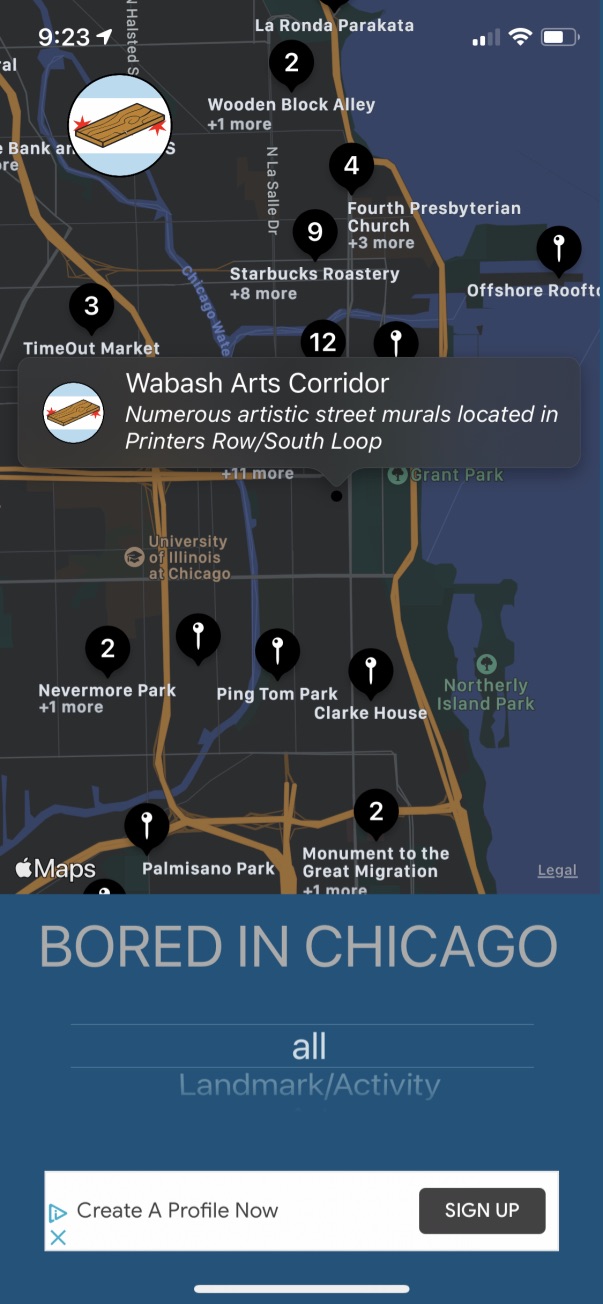 9:23
N Halsted S
La Ronda Parakata
2
Wooden Block Alley
+1 more
N La Salle Dr
4
Fourth Presbyterian
Church
+3 more
9
Starbucks Roastery
+8 more
Offshore Roofto
Chicago Wate
3
TimeOut Market
12
Wabash Arts Corridor
Numerous artistic street murals located in
Printers Row/South Loop
+11 more
Grant Park
University
of Illinois
at Chicago
2
Nevermore Park
+1 more
Ping Tom Park
Clarke House
Northerly
Island Park
Palmisano Park
2
Monument to the
Great Migration
+1 more
Maps
Legal
BORED IN CHICAGO
all
Landmark/Activity
Create A Profile Now
SIGN UP